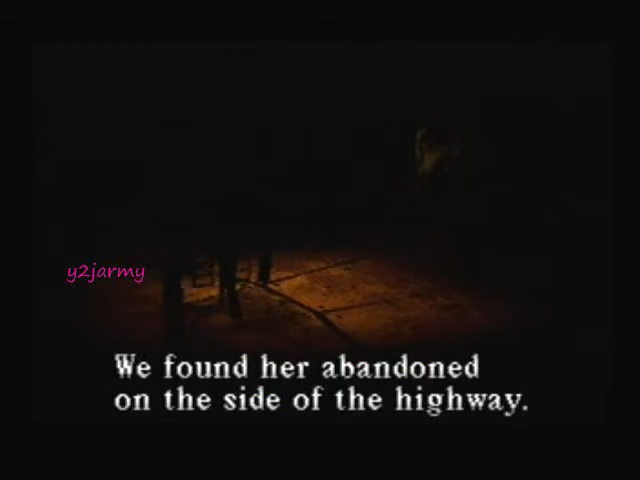 y2jarmy
We found her abandoned
on the side of the highway.